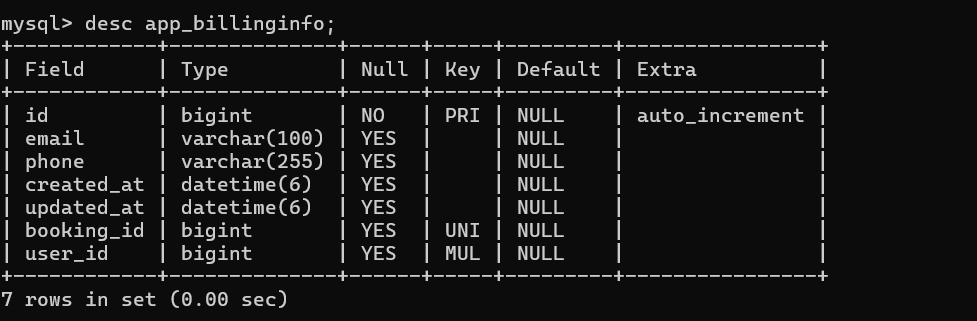 mysql> desc app_billinginfo;
+------------+--------------+------+-----+---------+----------------+
| Field      | Type         | Null | Key | Default | Extra          |
+------------+--------------+------+-----+---------+----------------+
| id         | bigint       | NO   | PRI | NULL    | auto_increment |
| email      | varchar(100) | YES  |     | NULL    |                |
| phone      | varchar(255) | YES  |     | NULL    |                |
| created_at | datetime(6)  | YES  |     | NULL    |                |
| updated_at | datetime(6)  | YES  |     | NULL    |                |
| booking_id | bigint       | YES  | UNI | NULL    |                |
| user_id    | bigint       | YES  | MUL | NULL    |                |
+------------+--------------+------+-----+---------+----------------+
7 rows in set (0.00 sec)